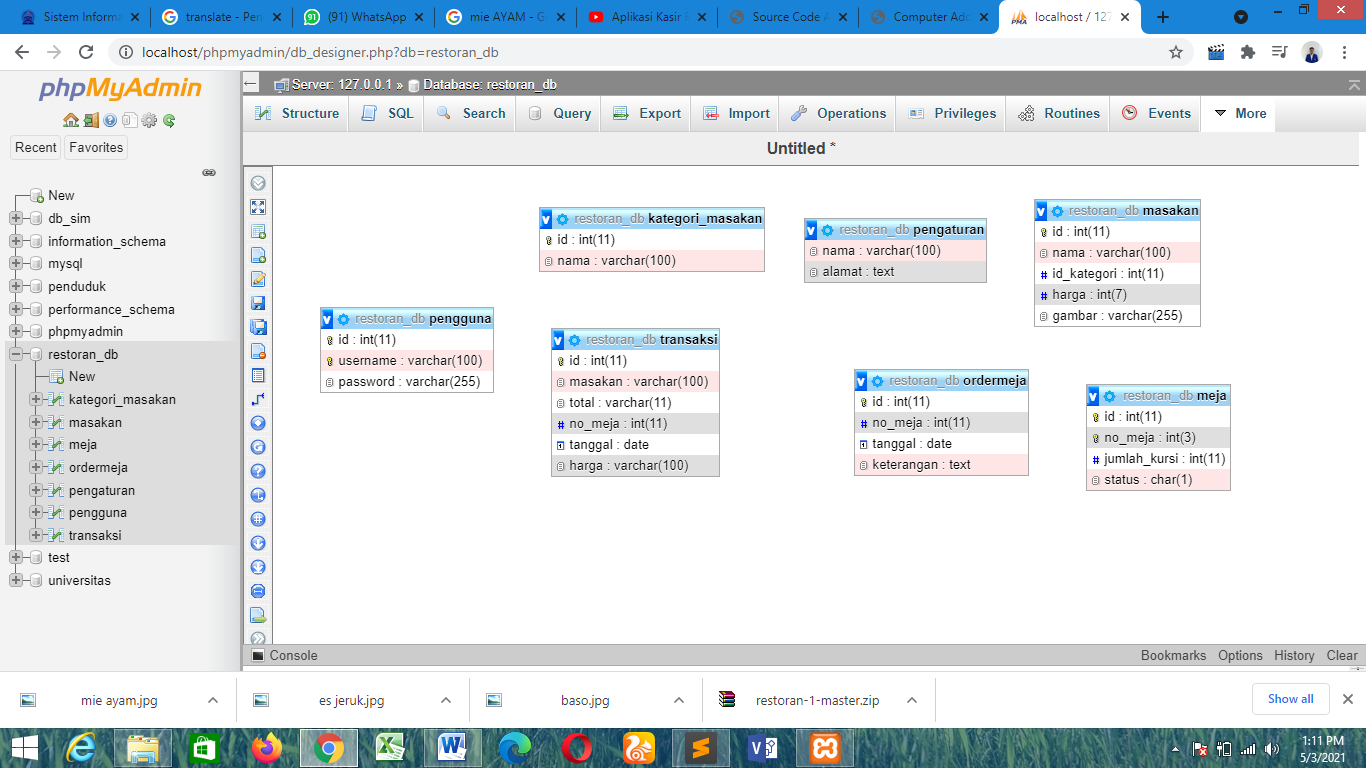 Sistem Informa
translate - Pen
(91) WhatsApp
mie AYAM - G
Aplikasi Kasir
Source Code A
Computer Add
localhost / 127
localhost/phpmyadmin/db_designer.php?db=restoran_db
phpMyAdmin
Recent
Favorites
New
db_sim
information_schema
mysql
penduduk
performance_schema
phpmyadmin
restoran_db
New
kategori_masakan
masakan
meja
ordermeja
pengaturan
pengguna
transaksi
test
universitas
Server: 127.0.0.1 » Database: restoran_db
Structure
SQL
Search
Query
Export
Import
Operations
Privileges
Routines
Events
More
Untitled *
restoran_db kategori_masakan
id : int(11)
nama : varchar(100)
restoran_db pengaturan
nama : varchar(100)
alamat : text
restoran_db masakan
id : int(11)
nama : varchar(100)
id_kategori : int(11)
harga : int(7)
gambar : varchar(255)
restoran_db pengguna
id : int(11)
username : varchar(100)
password : varchar(255)
restoran_db transaksi
id : int(11)
masakan : varchar(100)
total : varchar(11)
no_meja : int(11)
tanggal : date
harga : varchar(100)
restoran_db ordermeja
id : int(11)
no_meja : int(11)
tanggal : date
keterangan : text
restoran_db meja
id : int(11)
no_meja : int(3)
jumlah_kursi : int(11)
status : char(1)
Console
Bookmarks
Options
History
Clear
mie ayam.jpg
es jeruk.jpg
baso.jpg
restoran-1-master.zip
Show all
1:11 PM
5/3/2021